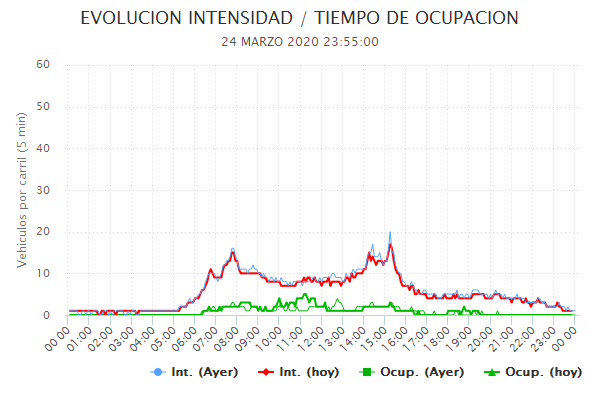 EVOLUCION INTENSIDAD / TIEMPO DE OCUPACION
24 MARZO 2020 23:55:00
Vehiculos por carril (5 min)
60
50
40
30
20
10
0
00:00 01:00 02:00 03:00 04:00 05:00 06:00 07:00 08:00 09:00 10:00 11:00 12:00 13:00 14:00 15:00 16:00 17:00 18:00 19:00 20:00 21:00 22:00 23:00 00:00
Int. (Ayer) Int. (hoy) Ocup. (Ayer) Ocup. (hoy)